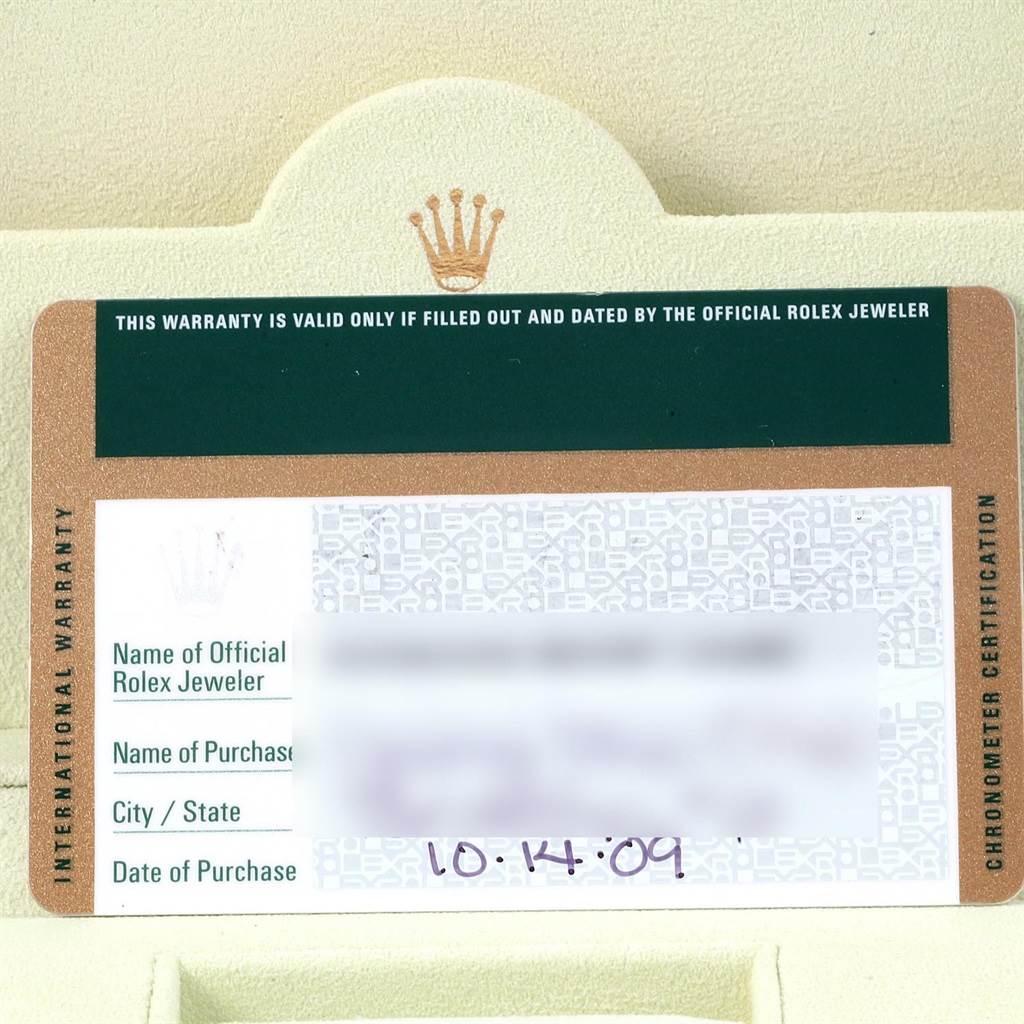 THIS WARRANTY IS VALID ONLY IF FILLED OUT AND DATED BY THE OFFICIAL ROLEX JEWELER
INTERNATIONAL WARRANTY
Name of Official
Rolex Jeweler
Name of Purchase
City / State
Date of Purchase
10.14.09
CHRONOMETER CERTIFICATION